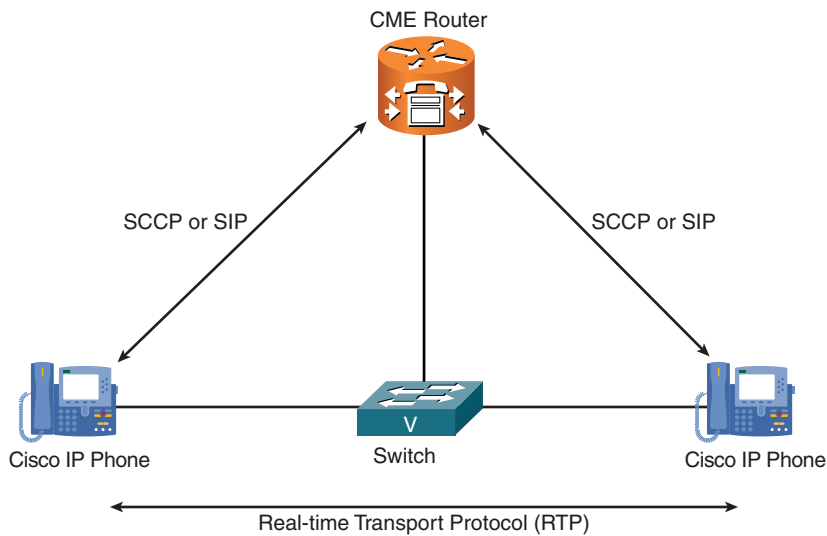 CME Router
SCCP or SIP
SCCP or SIP
V
Cisco IP Phone
Switch
Cisco IP Phone
Real-time Transport Protocol (RTP)